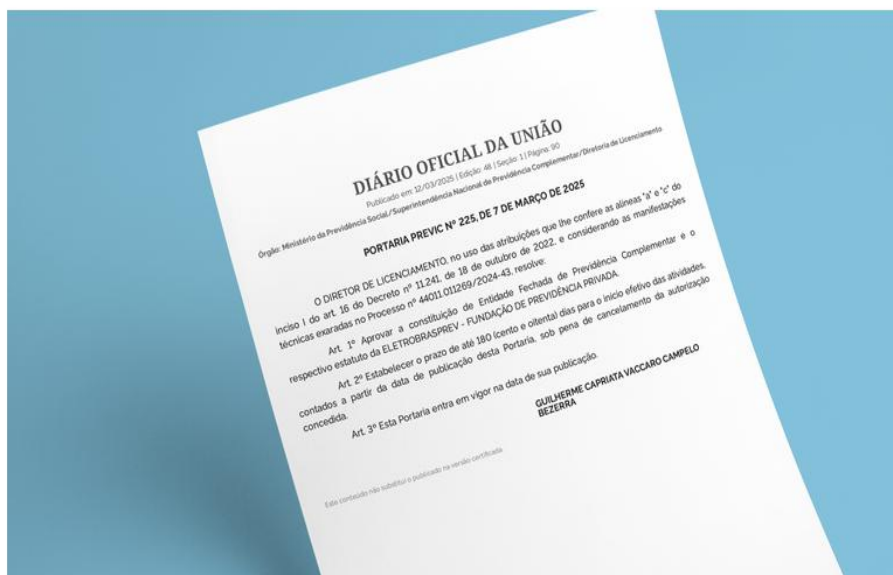 DIÁRIO OFICIAL DA UNIÃO
Publicado em: 12/03/2025 | Edição: 48 | Seção: 1 | Página: 90
Órgão: Ministério da Previdência Social/Superintendência Nacional de Previdência Complementar/Diretoria de Licenciamento
PORTARIA PREVIC Nº 225, DE 7 DE MARÇO DE 2025
O DIRETOR DE LICENCIAMENTO, no uso das atribuições que lhe confere as alíneas "a" e "c" do
inciso I do art. 16 do Decreto nº 11.241, de 18 de outubro de 2022, e considerando as manifestações
técnicas exaradas no Processo nº 44011.011269/2024-43, resolve:
Art. 1º Aprovar a constituição de Entidade Fechada de Previdência Complementar e o
respectivo estatuto da ELETROBRASPREV - FUNDAÇÃO DE PREVIDÊNCIA PRIVADA.
Art. 2º Estabelecer o prazo de até 180 (cento e oitenta) dias para o início efetivo das atividades,
contados a partir da data de publicação desta Portaria, sob pena de cancelamento da autorização
concedida.
Art. 3º Esta Portaria entra em vigor na data de sua publicação.
GUILHERME CAPRIATA VACCARO CAMPELO
BEZERRA
Este conteúdo não substitui o publicado na versão certificada.